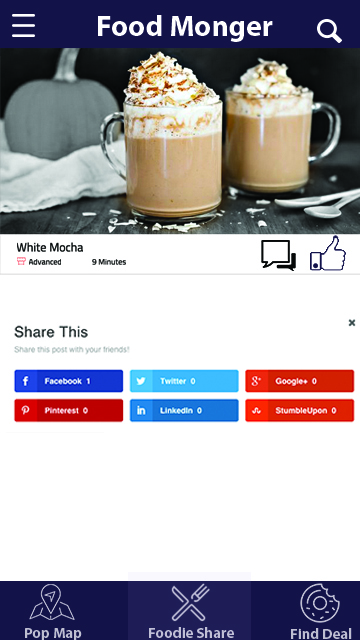 Food Monger
White Mocha
Advanced 9 Minutes
Share This
Share this post with your friends!
Facebook 1 Twitter 0 Google+ 0
Pinterest 0 LinkedIn 0 StumbleUpon 0
Pop Map Foodie Share Find Deal